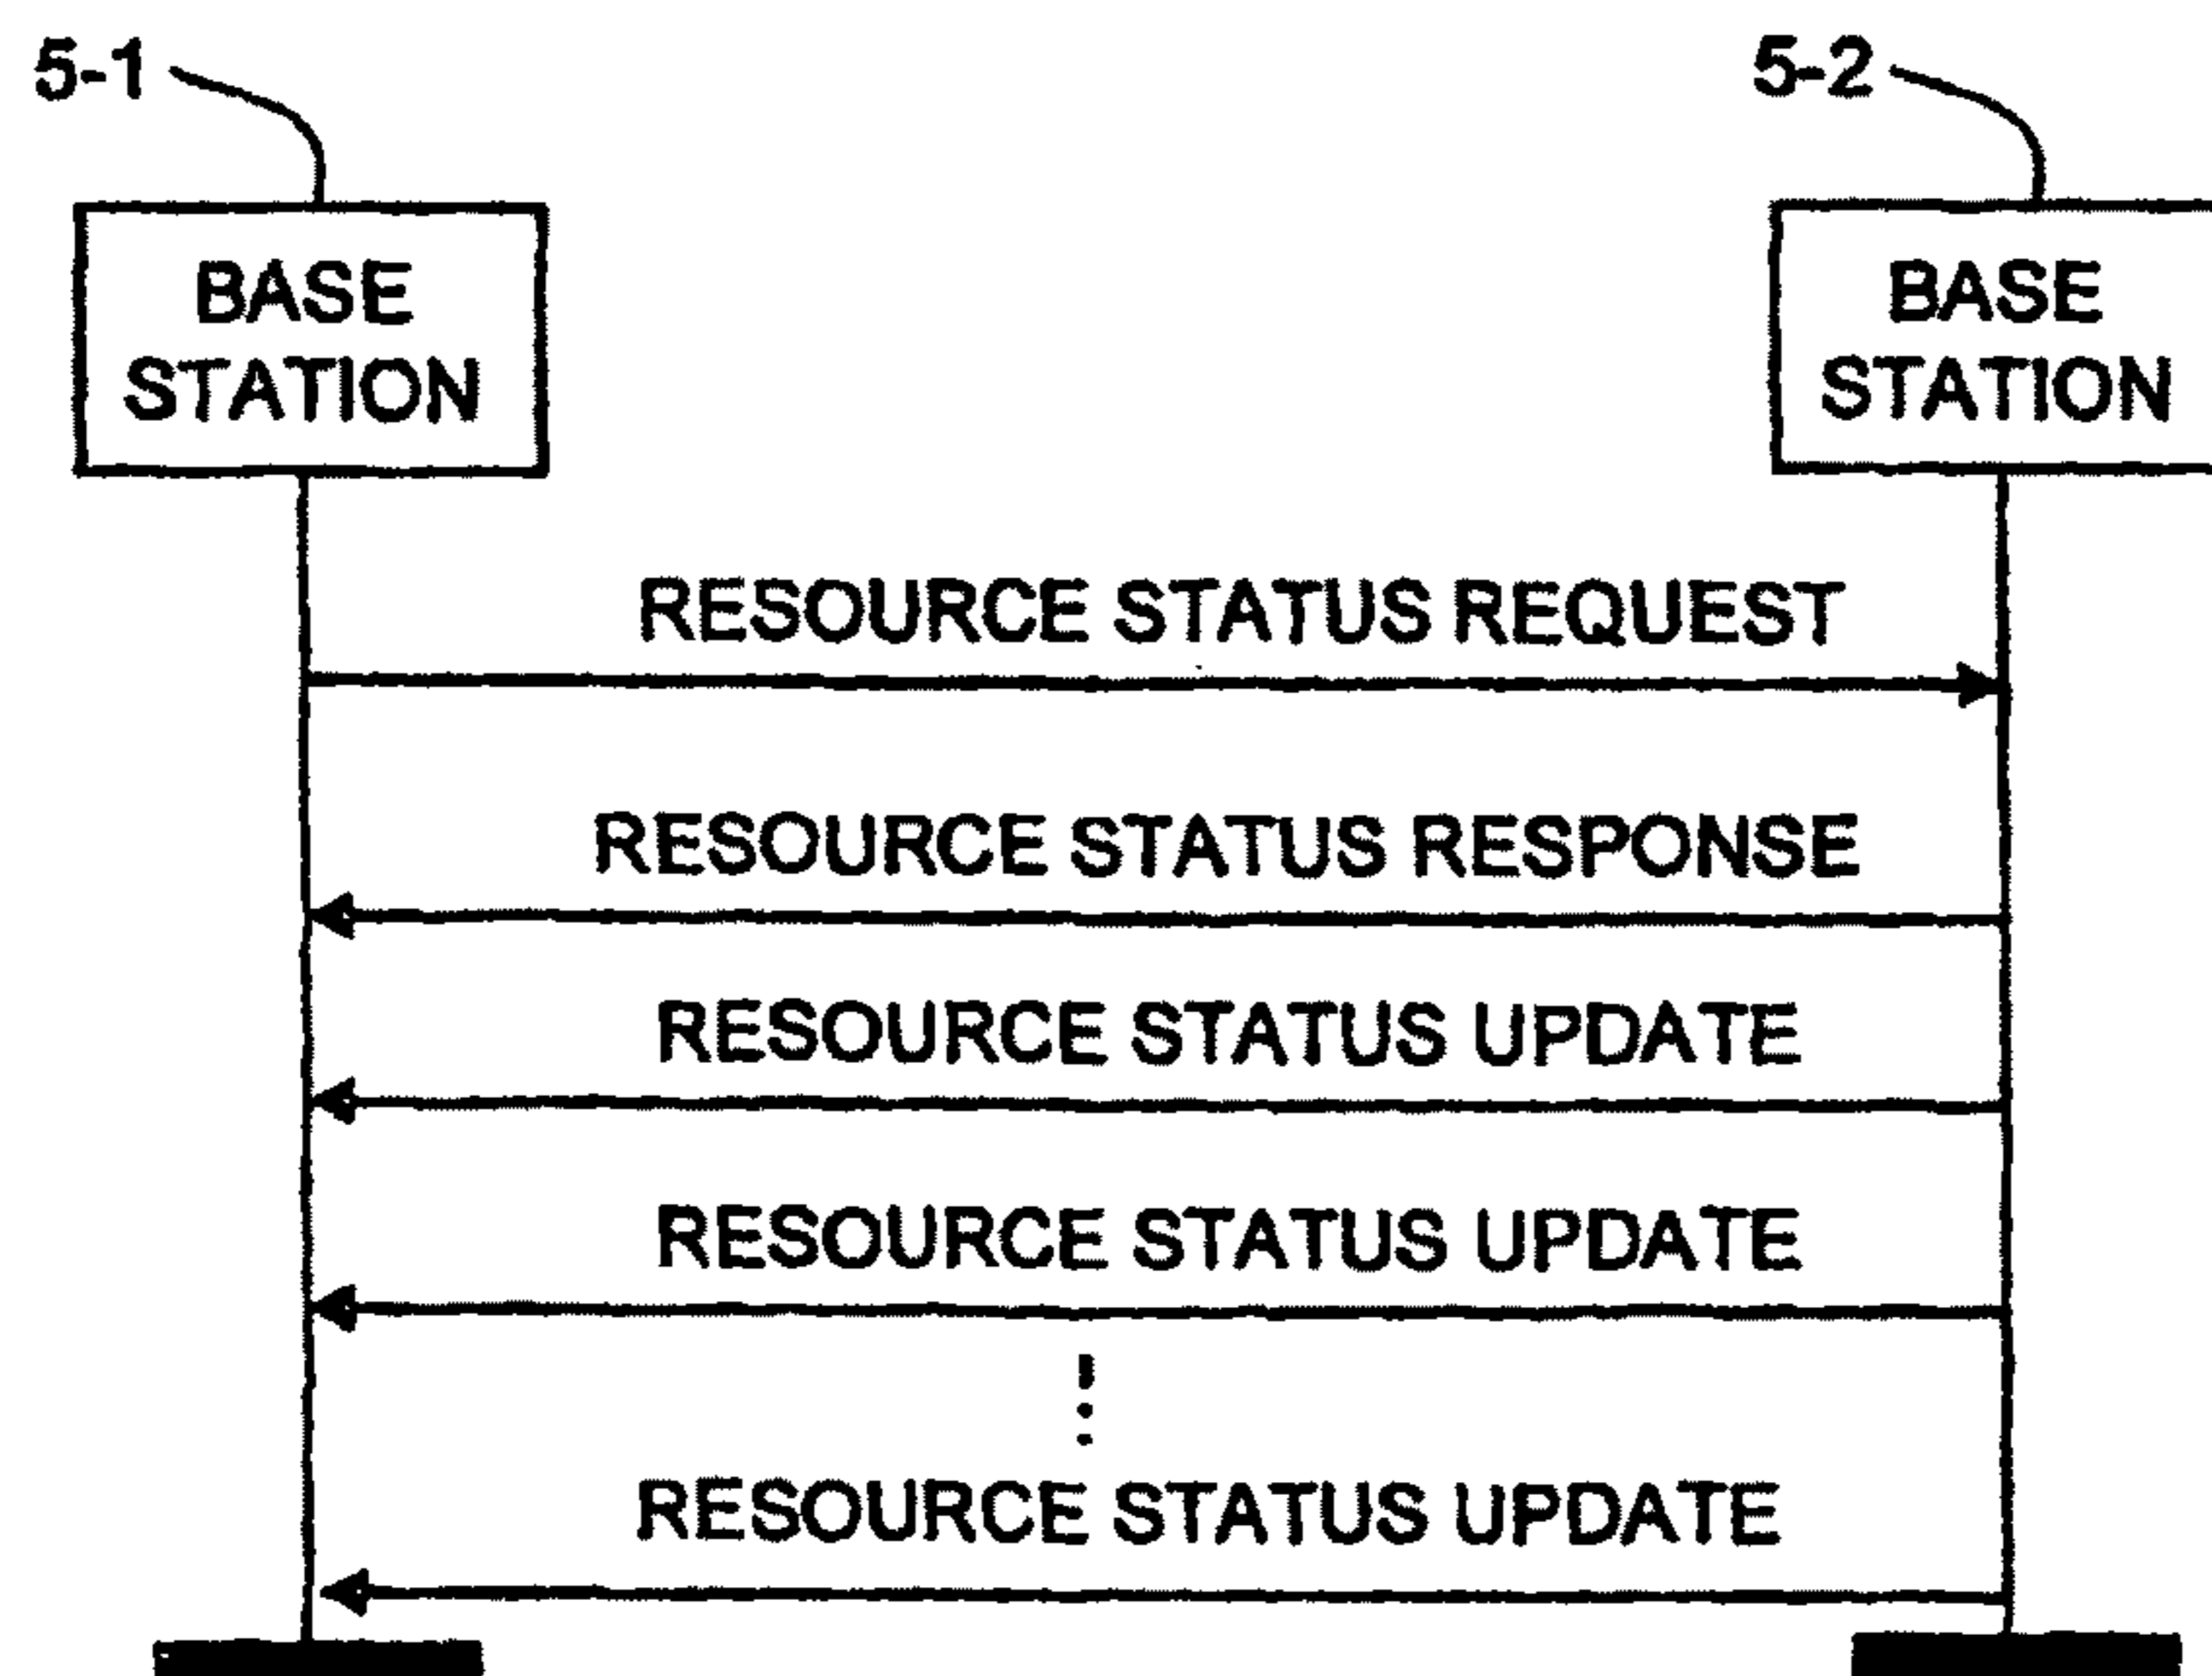 5-1
5-2
BASE
STATION
BASE
STATION
RESOURCE STATUS REQUEST
RESOURCE STATUS RESPONSE
RESOURCE STATUS UPDATE
RESOURCE STATUS UPDATE
RESOURCE STATUS UPDATE